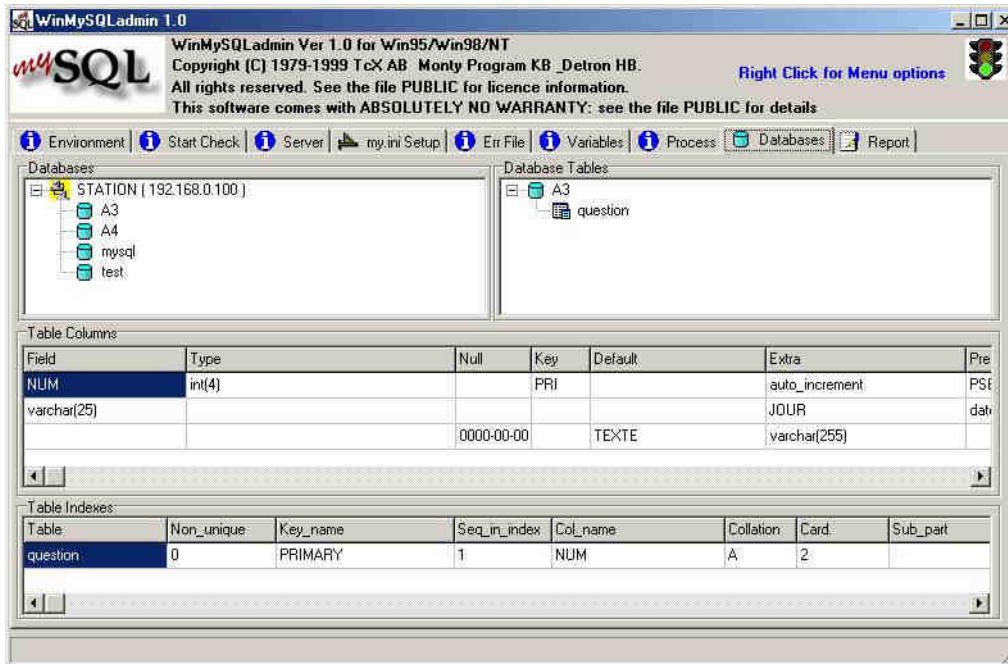 WinMySQLadmin 1.0
mySQL
WinMySQLadmin Ver 1.0 for Win95/Win98/NT
Copyright (C) 1979-1999 TcX AB Monty Program KB _Detron HB.
All rights reserved. See the file PUBLIC for licence information.
This software comes with ABSOLUTELY NO WARRANTY: see the file PUBLIC for details
Right Click for Menu options
Environment Start Check Server my.ini Setup Err File Variables Process Databases Report
Databases
STATION ( 192.168.0.100 )
A3
A4
mysql
test
Database Tables
A3
question
Table Columns
Field Type Null Key Default Extra Pre
NUM int(4) PRI auto_increment PSE
varchar(25) JOUR date
0000-00-00 TEXTE varchar(255)
Table Indexes
Table Non_unique Key_name Seq_in_index Col_name Collation Card. Sub_part
question 0 PRIMARY 1 NUM A 2